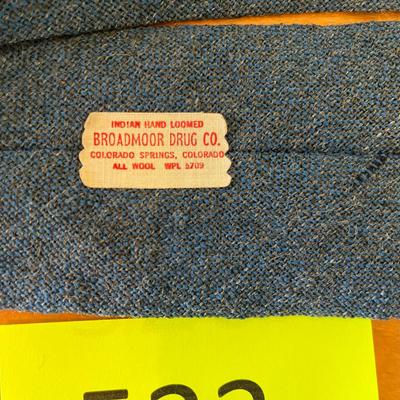 INDIAN HAND LOOMED
BROADMOOR DRUG CO.
COLORADO SPRINGS, COLORADO
ALL WOOL WPL 5709